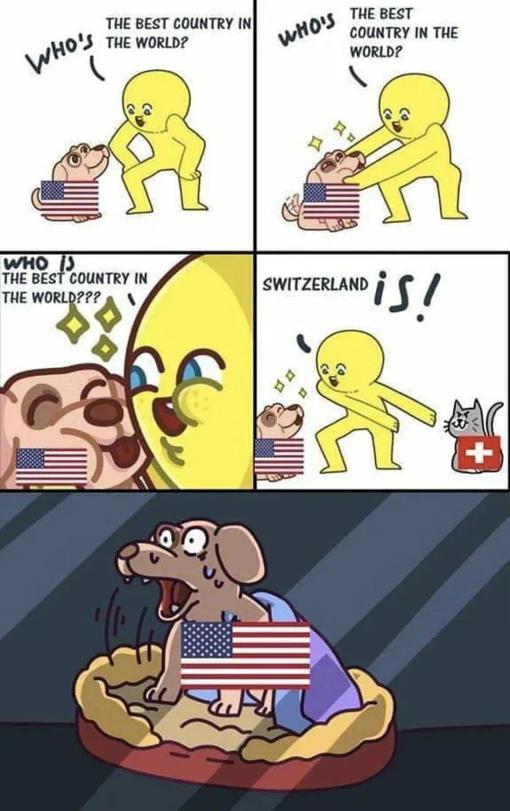 WHO'S THE BEST COUNTRY IN
THE WORLD?
WHO'S THE BEST
COUNTRY IN THE
WORLD?
WHO is
THE BEST COUNTRY IN
THE WORLD???
SWITZERLAND iS!